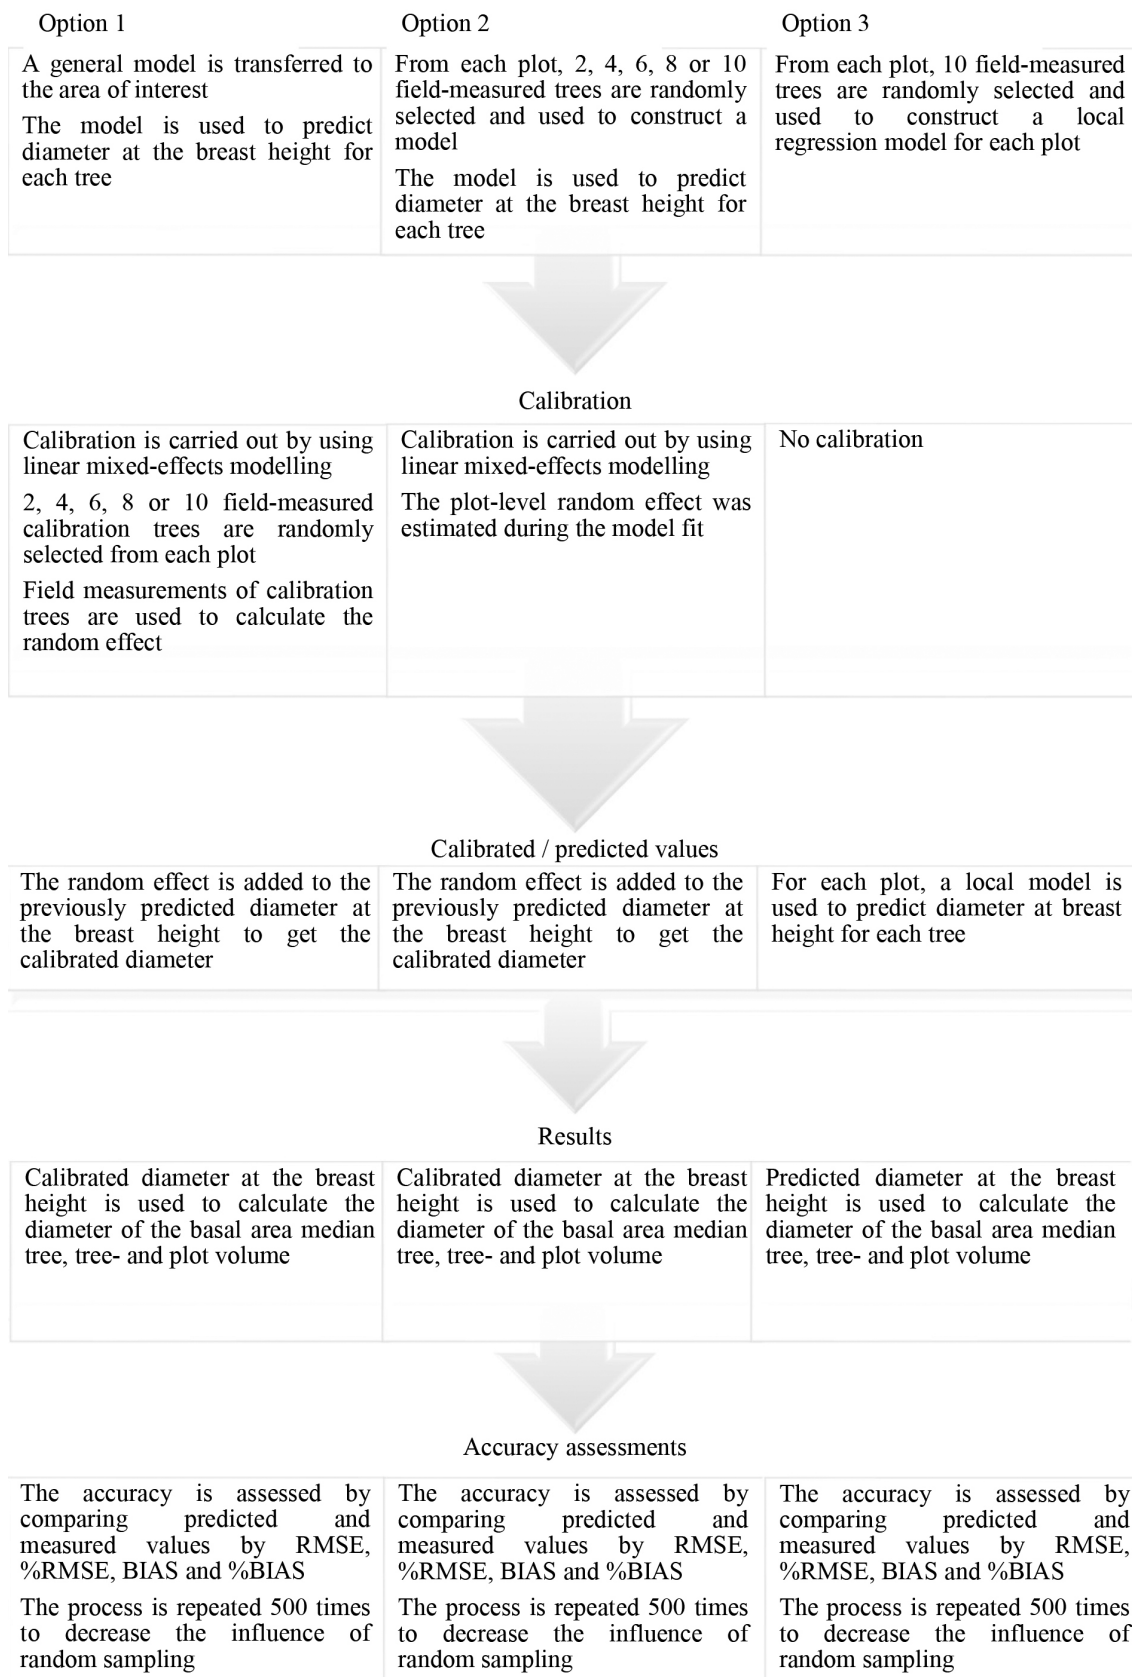 Option 1
Option 2
Option 3
A general model is transferred to
the area of interest
The model is used to predict
diameter at the breast height for
each tree
From each plot, 2, 4, 6, 8 or 10
field-measured trees are randomly
selected and used to construct a
model
The model is used to predict
diameter at the breast height for
each tree
From each plot, 10 field-measured
trees are randomly selected and
used to construct a local
regression model for each plot
Calibration
Calibration is carried out by using
linear mixed-effects modelling
2, 4, 6, 8 or 10 field-measured
calibration trees are randomly
selected from each plot
Field measurements of calibration
trees are used to calculate the
random effect
Calibration is carried out by using
linear mixed-effects modelling
The plot-level random effect was
estimated during the model fit
No calibration
Calibrated / predicted values
The random effect is added to the
previously predicted diameter at
the breast height to get the
calibrated diameter
The random effect is added to the
previously predicted diameter at
the breast height to get the
calibrated diameter
For each plot, a local model is
used to predict diameter at breast
height for each tree
Results
Calibrated diameter at the breast
height is used to calculate the
diameter of the basal area median
tree, tree- and plot volume
Calibrated diameter at the breast
height is used to calculate the
diameter of the basal area median
tree, tree- and plot volume
Predicted diameter at the breast
height is used to calculate the
diameter of the basal area median
tree, tree- and plot volume
Accuracy assessments
The accuracy is assessed by
comparing predicted and
measured values by RMSE,
%RMSE, BIAS and %BIAS
The process is repeated 500 times
to decrease the influence of
random sampling
The accuracy is assessed by
comparing predicted and
measured values by RMSE,
%RMSE, BIAS and %BIAS
The process is repeated 500 times
to decrease the influence of
random sampling
The accuracy is assessed by
comparing predicted and
measured values by RMSE,
%RMSE, BIAS and %BIAS
The process is repeated 500 times
to decrease the influence of
random sampling